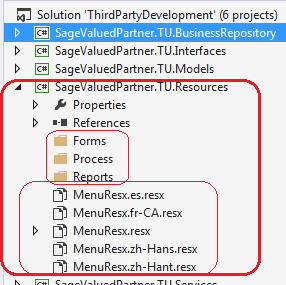 Solution 'ThirdPartyDevelopment' (6 projects)
C# SageValuedPartner.TU.BusinessRepository
C# SageValuedPartner.TU.Interfaces
C# SageValuedPartner.TU.Models
C# SageValuedPartner.TU.Resources
Properties
References
Forms
Process
Reports
MenuResx.es.resx
MenuResx.fr-CA.resx
MenuResx.resx
MenuResx.zh-Hans.resx
MenuResx.zh-Hant.resx
SageValuedPartner.TU.Services